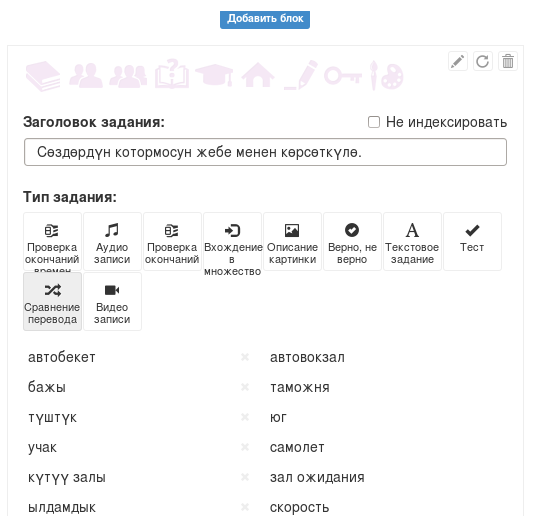 Добавить блок
Заголовок задания:
Не индексировать
Сөздөрдүн котормосун жебе менен көрсөткүлө.
Тип задания:
Проверка окончаний времен
Аудио записи
Проверка окончаний
Вхождение в множество
Описание картинки
Верно, не верно
Текстовое задание
Тест
Сравнение перевода
Видео записи
автобекет автовокзал
бажы таможня
түштүк юг
учак самолет
күтүү залы зал ожидания
ылдамдык скорость